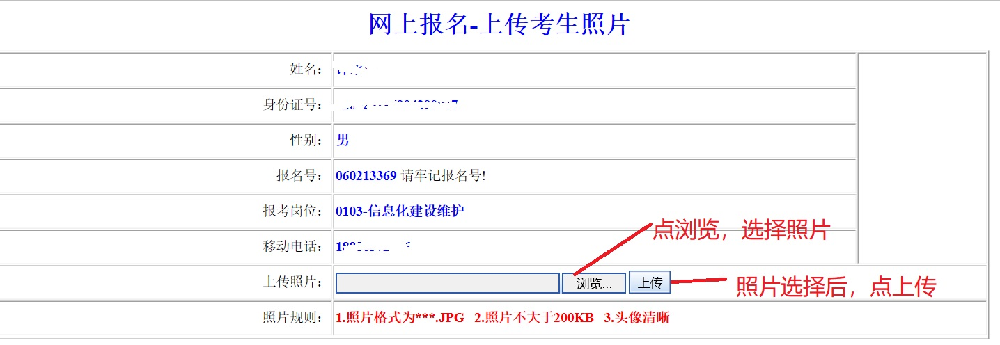 网上报名-上传考生照片
姓名：
身份证号：
性别： 男
报名号： 060213369 请牢记报名号!
报考岗位： 0103-信息化建设维护
移动电话：
点浏览，选择照片
上传照片： 浏览... 上传
照片选择后，点上传
照片规则： 1.照片格式为***.JPG 2.照片不大于200KB 3.头像清晰